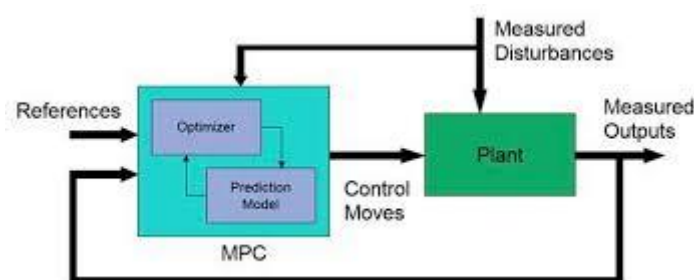 Measured
Disturbances
References
Optimizer
Prediction
Model
MPC
Control
Moves
Plant
Measured
Outputs